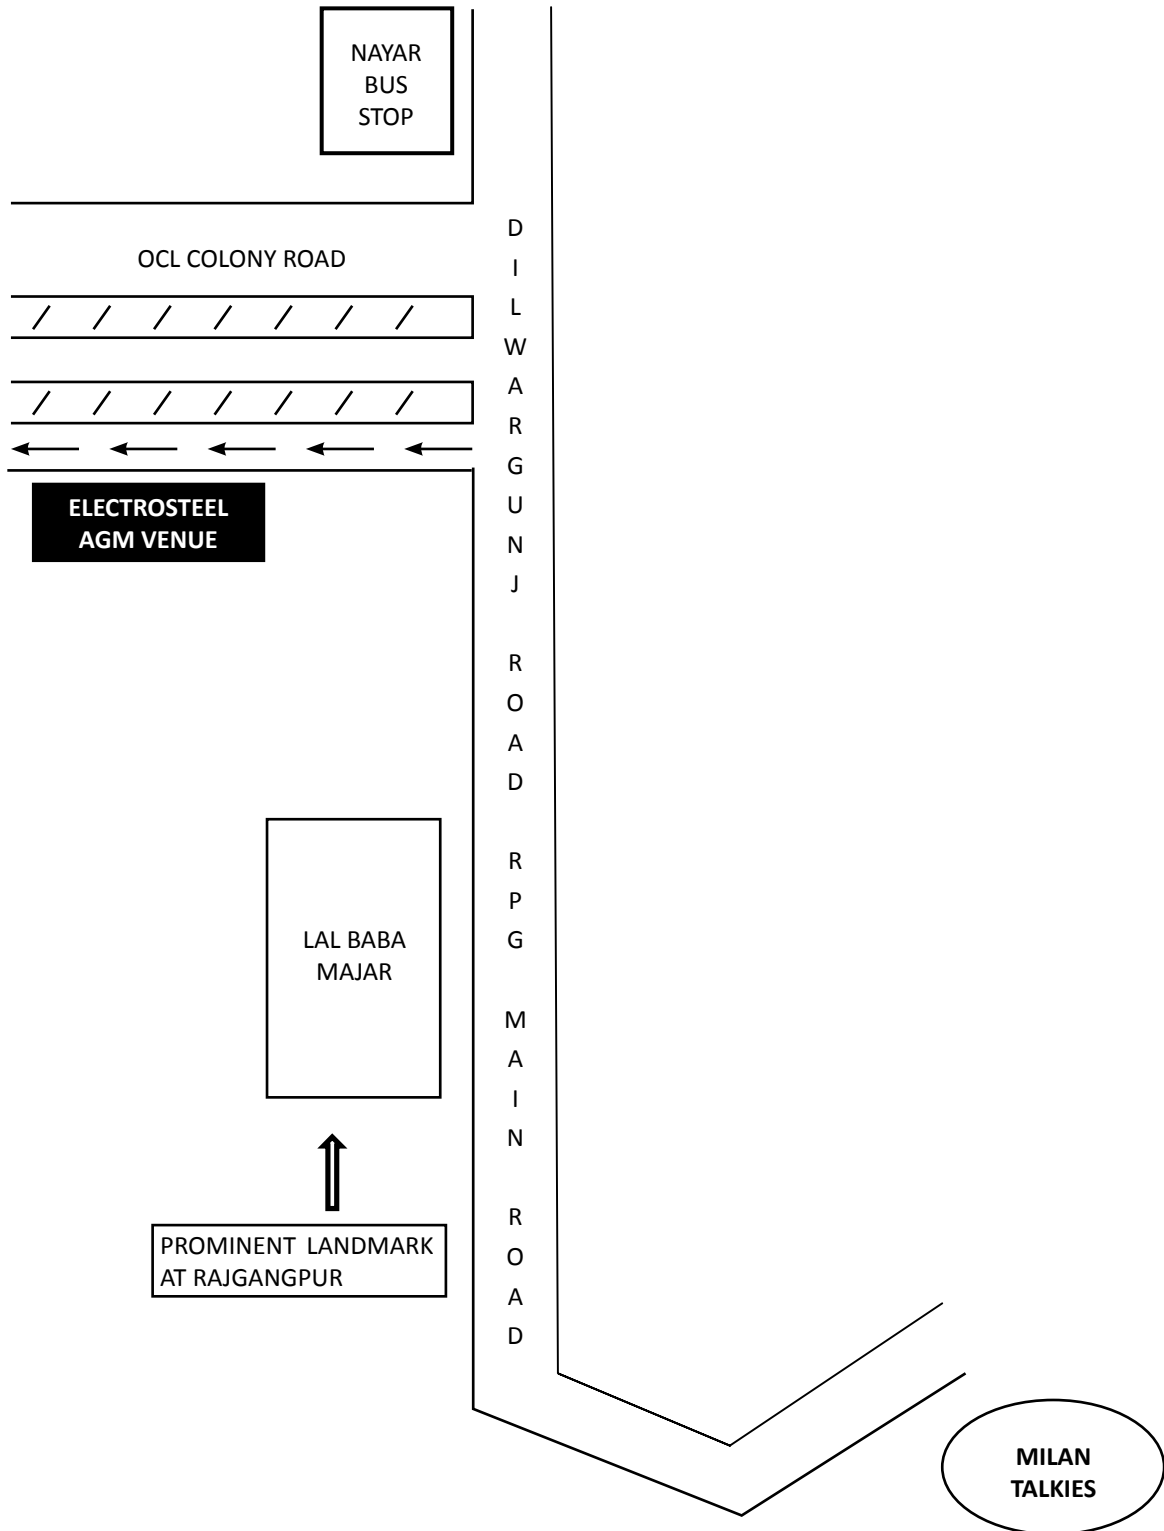 NAYAR
BUS
STOP
OCL COLONY ROAD
DILWARGUNJ ROAD RPG MAIN ROAD
ELECTROSTEEL
AGM VENUE
LAL BABA
MAJAR
PROMINENT LANDMARK
AT RAJGANGPUR
MILAN
TALKIES